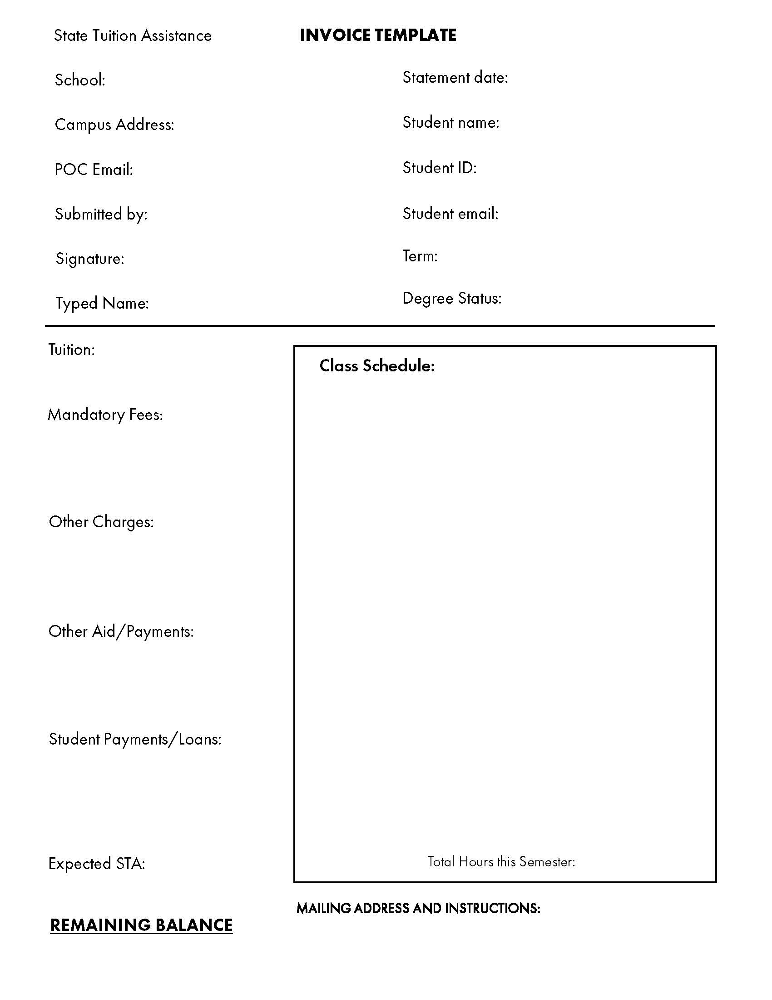 State Tuition Assistance
INVOICE TEMPLATE
School:
Statement date:
Campus Address:
Student name:
POC Email:
Student ID:
Submitted by:
Student email:
Signature:
Term:
Typed Name:
Degree Status:
Tuition:
Class Schedule:
Mandatory Fees:
Other Charges:
Other Aid/Payments:
Student Payments/Loans:
Expected STA:
Total Hours this Semester:
MAILING ADDRESS AND INSTRUCTIONS:
REMAINING BALANCE